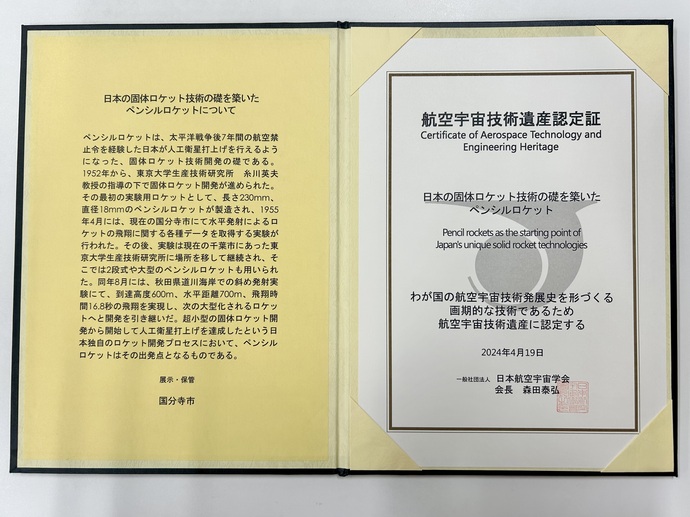 日本の固体ロケット技術の礎を築いた
ペンシルロケットについて
ペンシルロケットは、太平洋戦争後7年間の航空禁
止令を経験した日本が人工衛星打上げを行えるよう
になった、固体ロケット技術開発の礎である。
1952年から、東京大学生産技術研究所　糸川英夫
教授の指導の下で固体ロケット開発が進められた。
その最初の実験用ロケットとして、長さ230mm、
直径18mmのペンシルロケットが製造され、1955
年4月には、現在の国分寺市にて水平発射によるロ
ケットの飛翔に関する各種データを取得する実験が
行われた。その後、実験は現在の千葉市にあった東
京大学生産技術研究所に場所を移して継続され、そ
こでは2段式や大型のペンシルロケットも用いられ
た。同年8月には、秋田県道川海岸での斜め発射実
験にて、到達高度600m、水平距離700m、飛翔時
間16.8秒の飛翔を実現し、次の大型化されるロケッ
トへと開発を引き継いだ。超小型の固体ロケット開
発から開始して人工衛星打上げを達成したという日
本独自のロケット開発プロセスにおいて、ペンシル
ロケットはその出発点となるものである。
展示・保管
国分寺市
航空宇宙技術遺産認定証
Certificate of Aerospace Technology and
Engineering Heritage
日本の固体ロケット技術の礎を築いた
ペンシルロケット
Pencil rockets as the starting point of
Japan's unique solid rocket technologies
わが国の航空宇宙技術発展史を形づくる
画期的な技術であるため
航空宇宙技術遺産に認定する
2024年4月19日
一般社団法人　日本航空宇宙学会
会長　森田泰弘